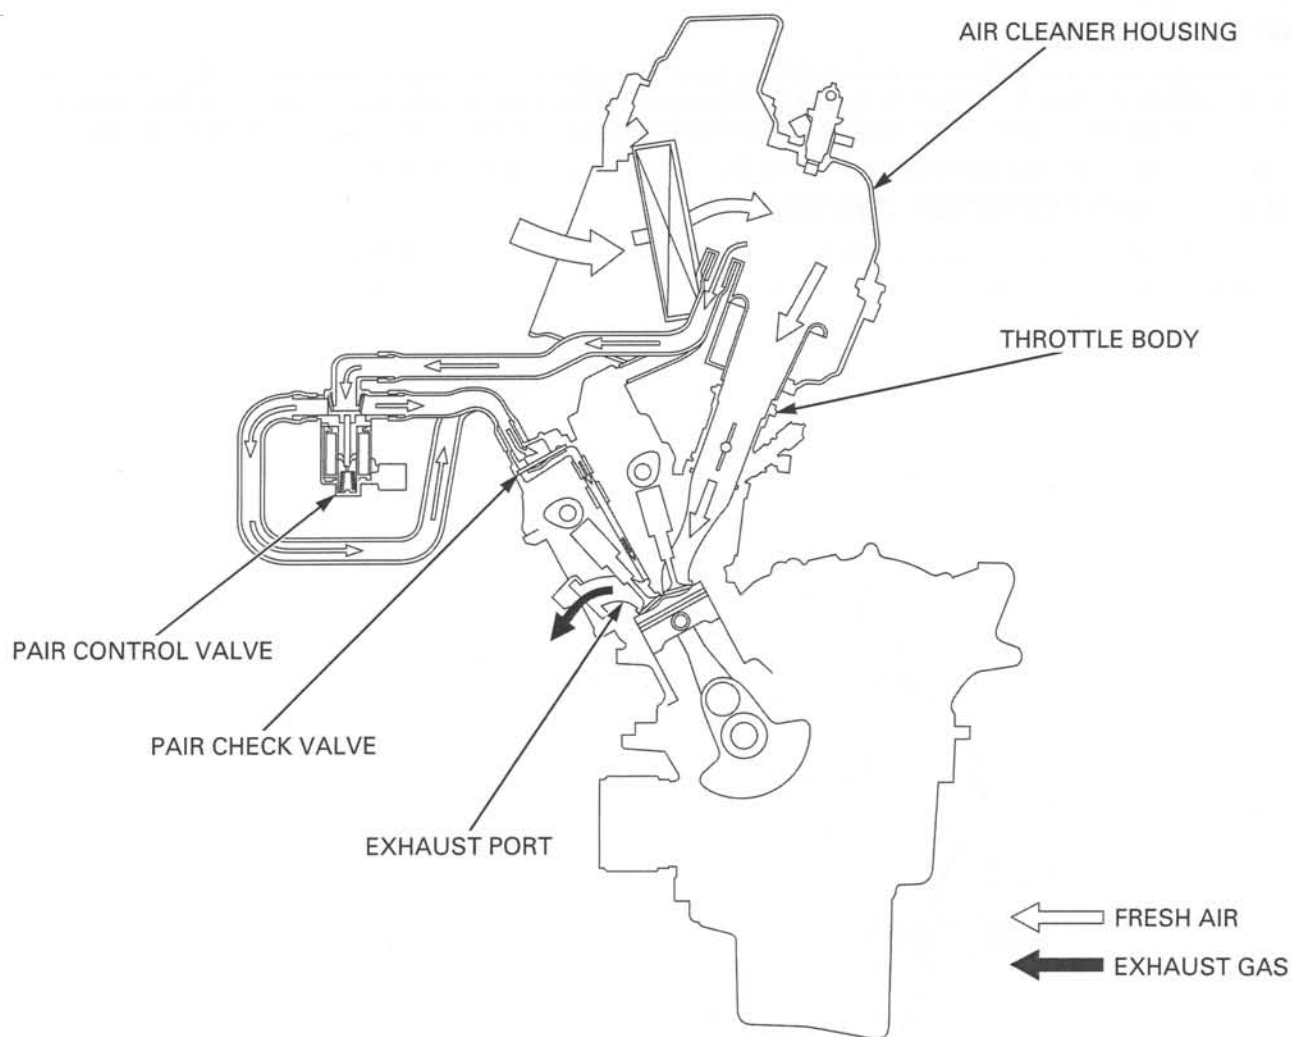 AIR CLEANER HOUSING
THROTTLE BODY
PAIR CONTROL VALVE
PAIR CHECK VALVE
EXHAUST PORT
FRESH AIR
EXHAUST GAS